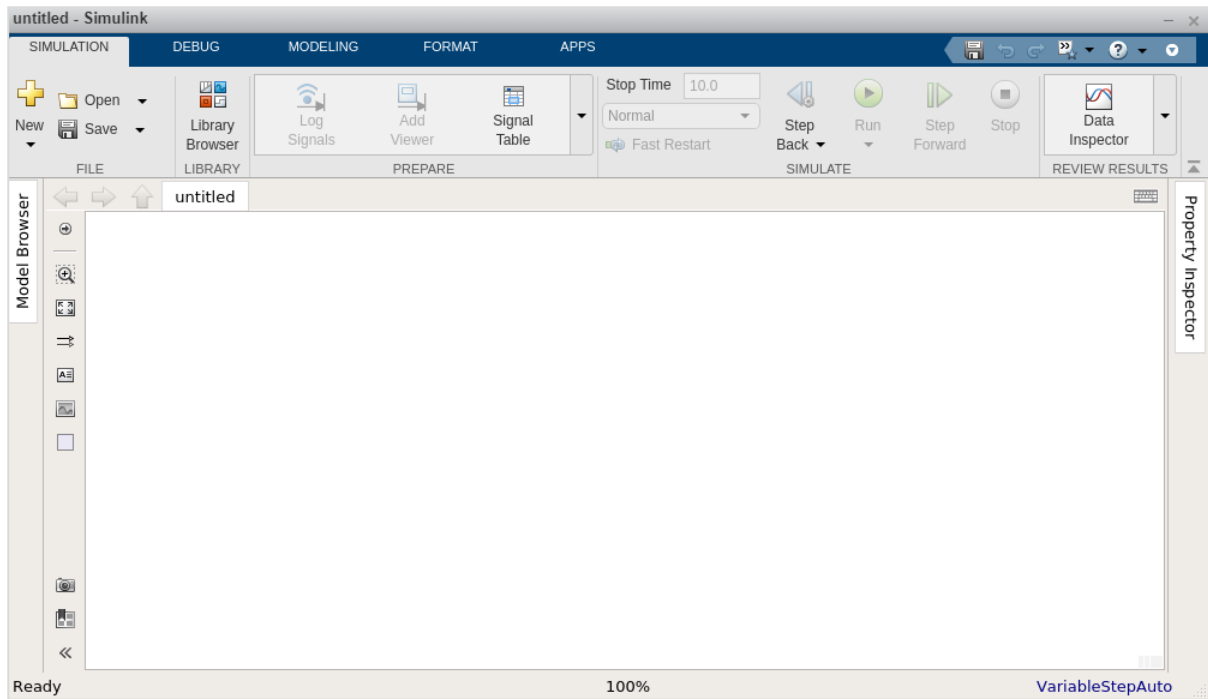 untitled - Simulink
SIMULATION DEBUG MODELING FORMAT APPS
New
Open
Save
FILE
Library
Browser
LIBRARY
Log
Signals
Add
Viewer
Signal
Table
PREPARE
Stop Time 10.0
Normal
Fast Restart
Step
Back
Run
Step
Forward
Stop
SIMULATE
Data
Inspector
REVIEW RESULTS
Model Browser
untitled
Property Inspector
Ready 100% VariableStepAuto